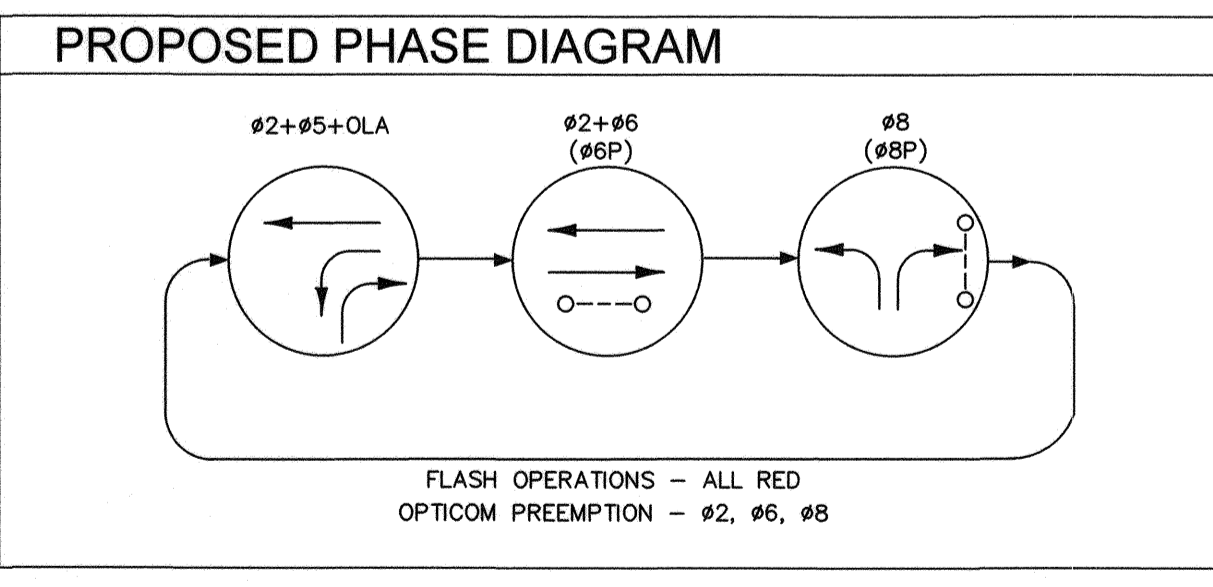 PROPOSED PHASE DIAGRAM
ø2+ø5+OLA
ø2+ø6
(ø6P)
ø8
(ø8P)
FLASH OPERATIONS – ALL RED
OPTICOM PREEMPTION – ø2, ø6, ø8